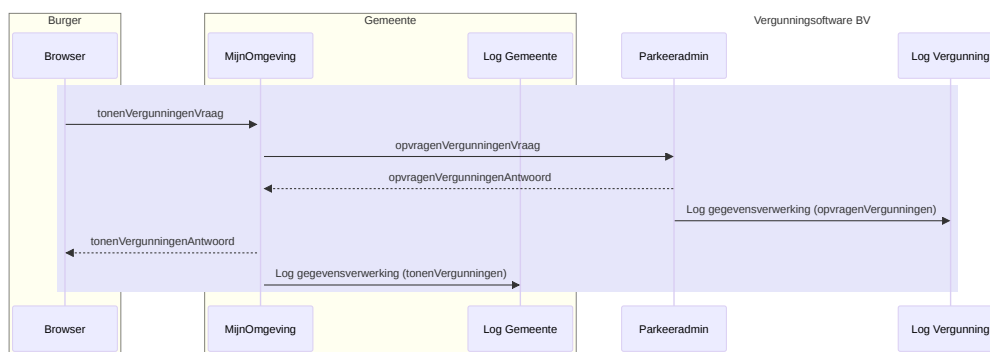 Burger
Gemeente
Vergunningsoftware BV
Browser
MijnOmgeving
Log Gemeente
Parkeeradmin
Log Vergunning
tonenVergunningenVraag
opvragenVergunningenVraag
opvragenVergunningenAntwoord
Log gegevensverwerking (opvragenVergunningen)
tonenVergunningenAntwoord
Log gegevensverwerking (tonenVergunningen)
Browser
MijnOmgeving
Log Gemeente
Parkeeradmin
Log Vergunning